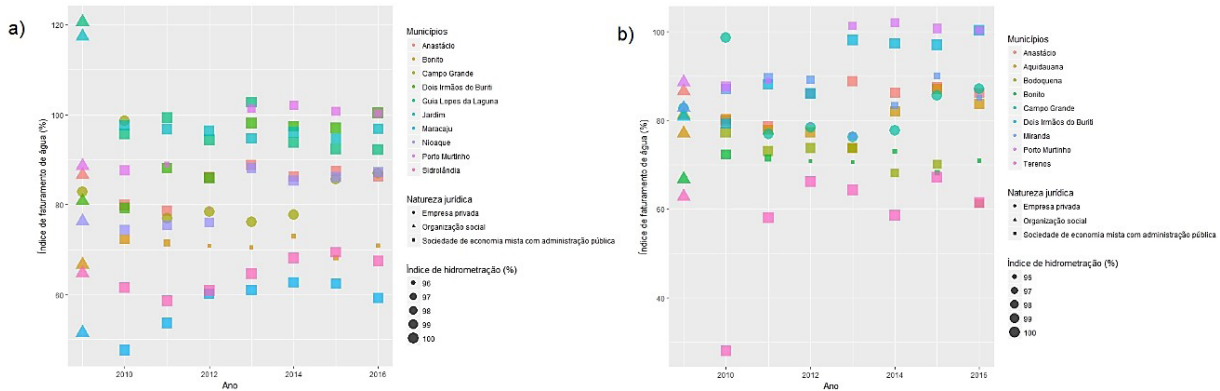 a)
Índice de faturamento de água (%)
120
100
80
60
2010
2012
2014
2016
Ano
Municípios
Anastácio
Bonito
Campo Grande
Dois Irmãos do Buriti
Guia Lopes da Laguna
Jardim
Maracaju
Nioaque
Porto Murtinho
Sidrolândia
Natureza jurídica
Empresa privada
Organização social
Sociedade de economia mista com administração pública
Índice de hidrometração (%)
96
97
98
99
100
b)
Índice de faturamento de água (%)
100
80
60
40
2010
2012
2014
2016
Ano
Municípios
Anastácio
Aquidauana
Bodoquena
Bonito
Campo Grande
Dois Irmãos do Buriti
Miranda
Porto Murtinho
Terenos
Natureza jurídica
Empresa privada
Organização social
Sociedade de economia mista com administração pública
Índice de hidrometração (%)
96
97
98
99
100